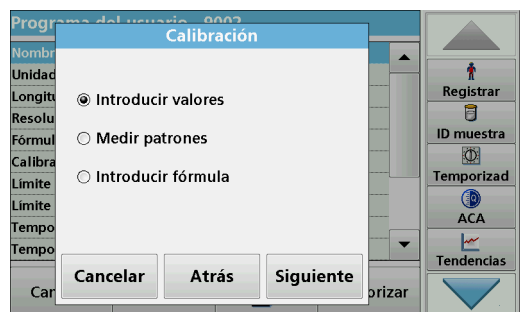 Programa del usuario 9002
Calibración
Nombr
Unidad
Longitu
Resolu
Fórmul
Calibra
Límite
Límite
Tempo
Tempo
Introducir valores
Medir patrones
Introducir fórmula
Cancelar
Atrás
Siguiente
Can
orizar
Registrar
ID muestra
Temporizad
ACA
Tendencias